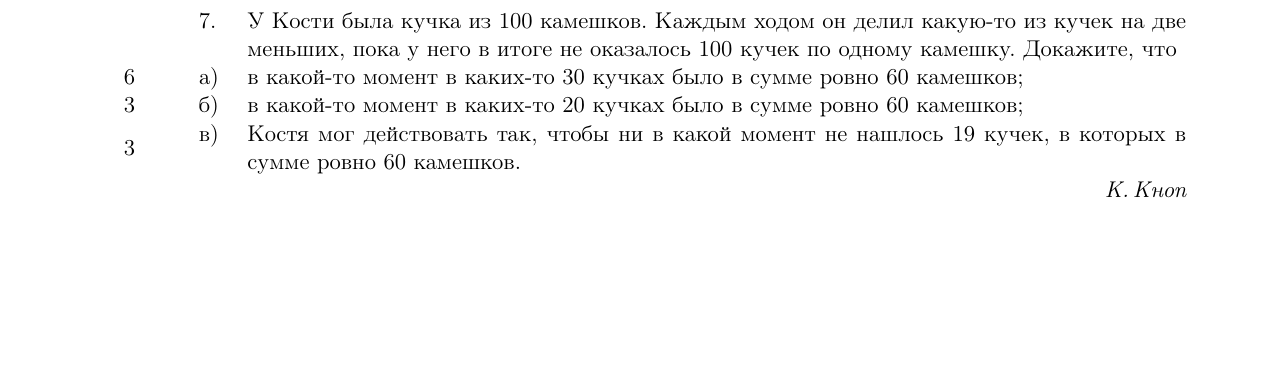 7. У Кости была кучка из 100 камешков. Каждым ходом он делил какую-то из кучек на две
меньших, пока у него в итоге не оказалось 100 кучек по одному камешку. Докажите, что
6 а) в какой-то момент в каких-то 30 кучках было в сумме ровно 60 камешков;
3 б) в какой-то момент в каких-то 20 кучках было в сумме ровно 60 камешков;
3 в) Костя мог действовать так, чтобы ни в какой момент не нашлось 19 кучек, в которых в
сумме ровно 60 камешков.
К. Кноп